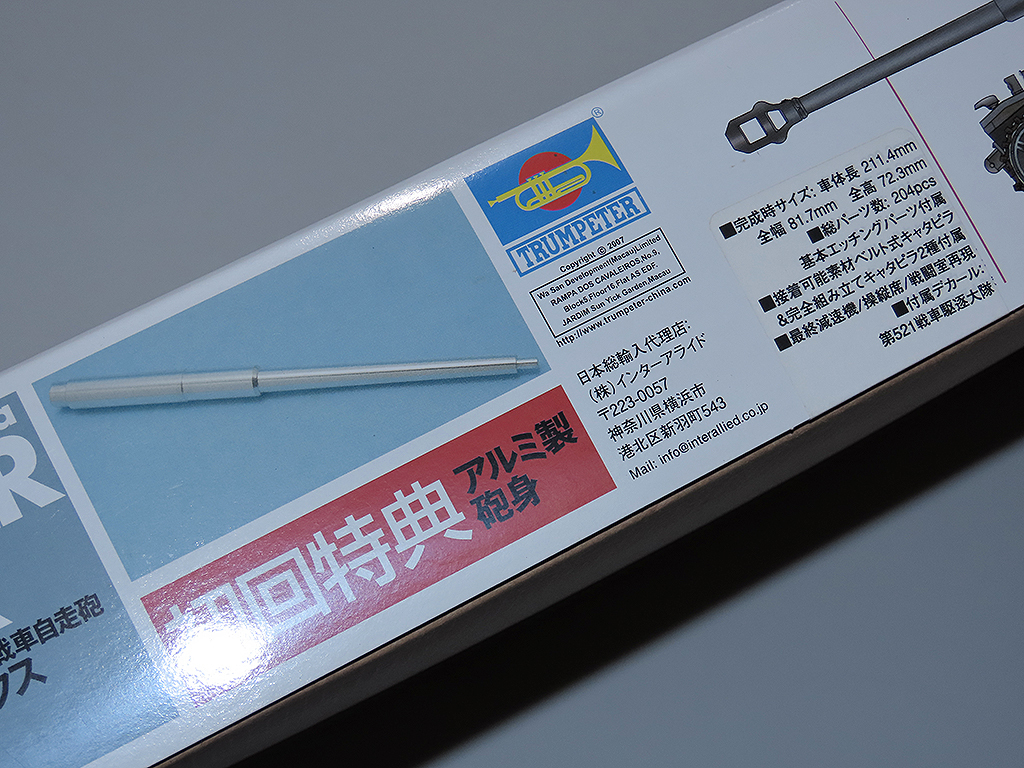 R
戦車自走砲
クス
初回特典
アルミ製
砲身
®
TRUMPETER
Copyright © 2007
Wa San Development(Macau)Limited
RAMPA.DOS CAVALEIROS,No.9,
Block5,Floor16,Flat AS EDF.
JARDIM Sun Yick Garden,Macau
http://www.trumpeter-china.com
日本総輸入代理店:
(株)インターアライド
〒223-0057
神奈川県横浜市
港北区新羽町543
Mail: info@interallied.co.jp
■完成時サイズ: 車体長 211.4mm
全幅 81.7mm 全高 72.3mm
■総パーツ数: 204pcs
基本エッチングパーツ付属
■接着可能素材ベルト式キャタピラ
&完全組み立てキャタピラ2種付属
■最終減速機/操縦席/戦闘室再現
■付属デカール:
第521戦車駆逐大隊